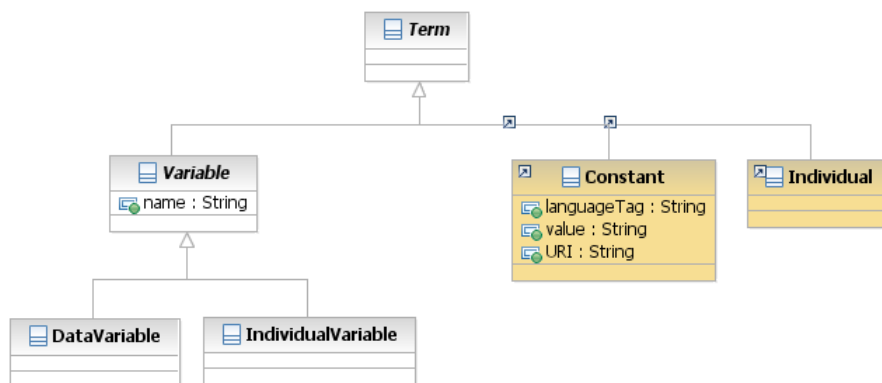 Term
Variable
name : String
Constant
languageTag : String
value : String
URI : String
Individual
DataVariable
IndividualVariable